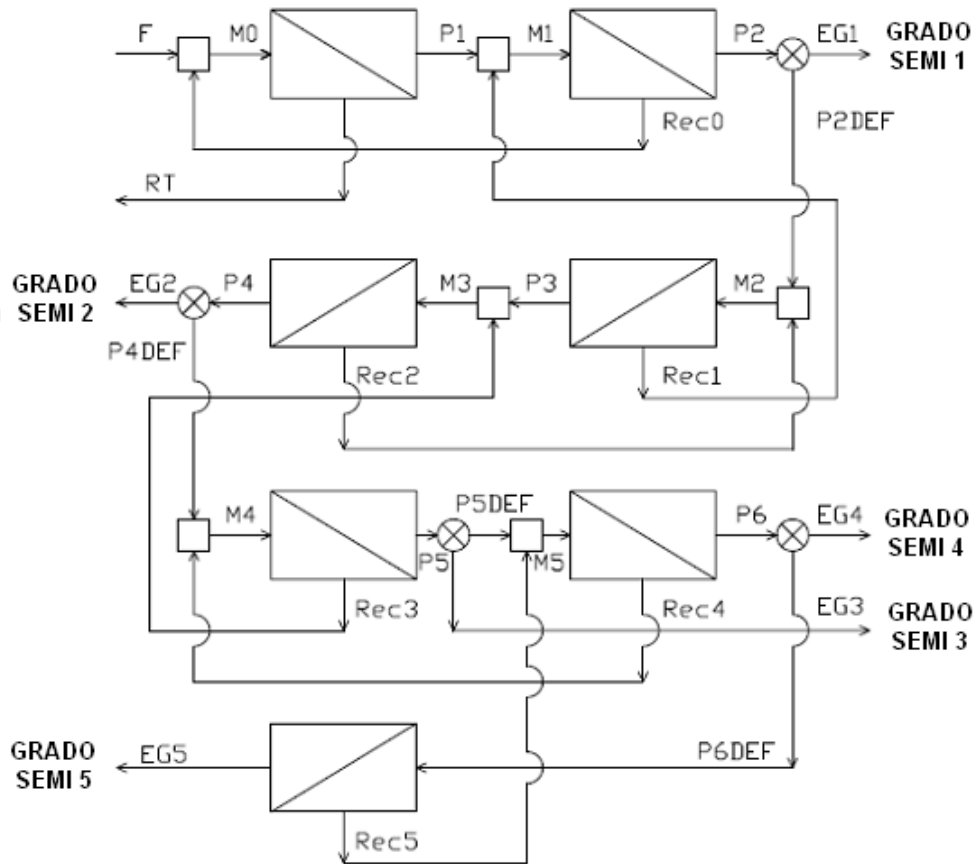 F
M0
P1
M1
P2
EG1
GRADO
SEMI 1
Rec0
P2DEF
RT
GRADO
SEMI 2
EG2
P4
M3
P3
M2
P4DEF
Rec2
Rec1
M4
P5DEF
P6
EG4
GRADO
SEMI 4
P5
M5
Rec3
Rec4
EG3
GRADO
SEMI 3
GRADO
SEMI 5
EG5
P6DEF
Rec5